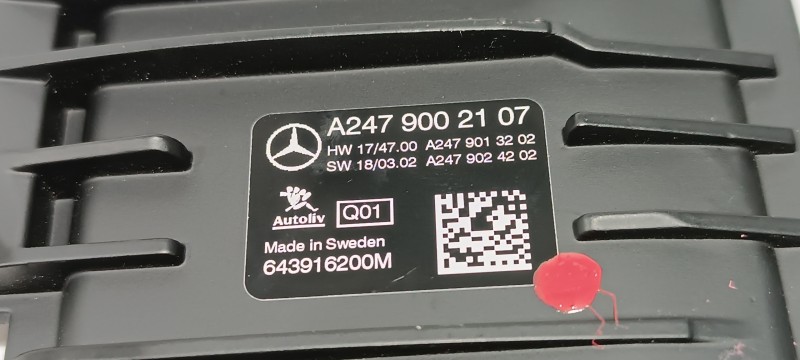 A247 900 21 07
HW 17/47.00 A247 901 32 02
SW 18/03.02 A247 902 42 02
Autoliv Q01
Made in Sweden
643916200M